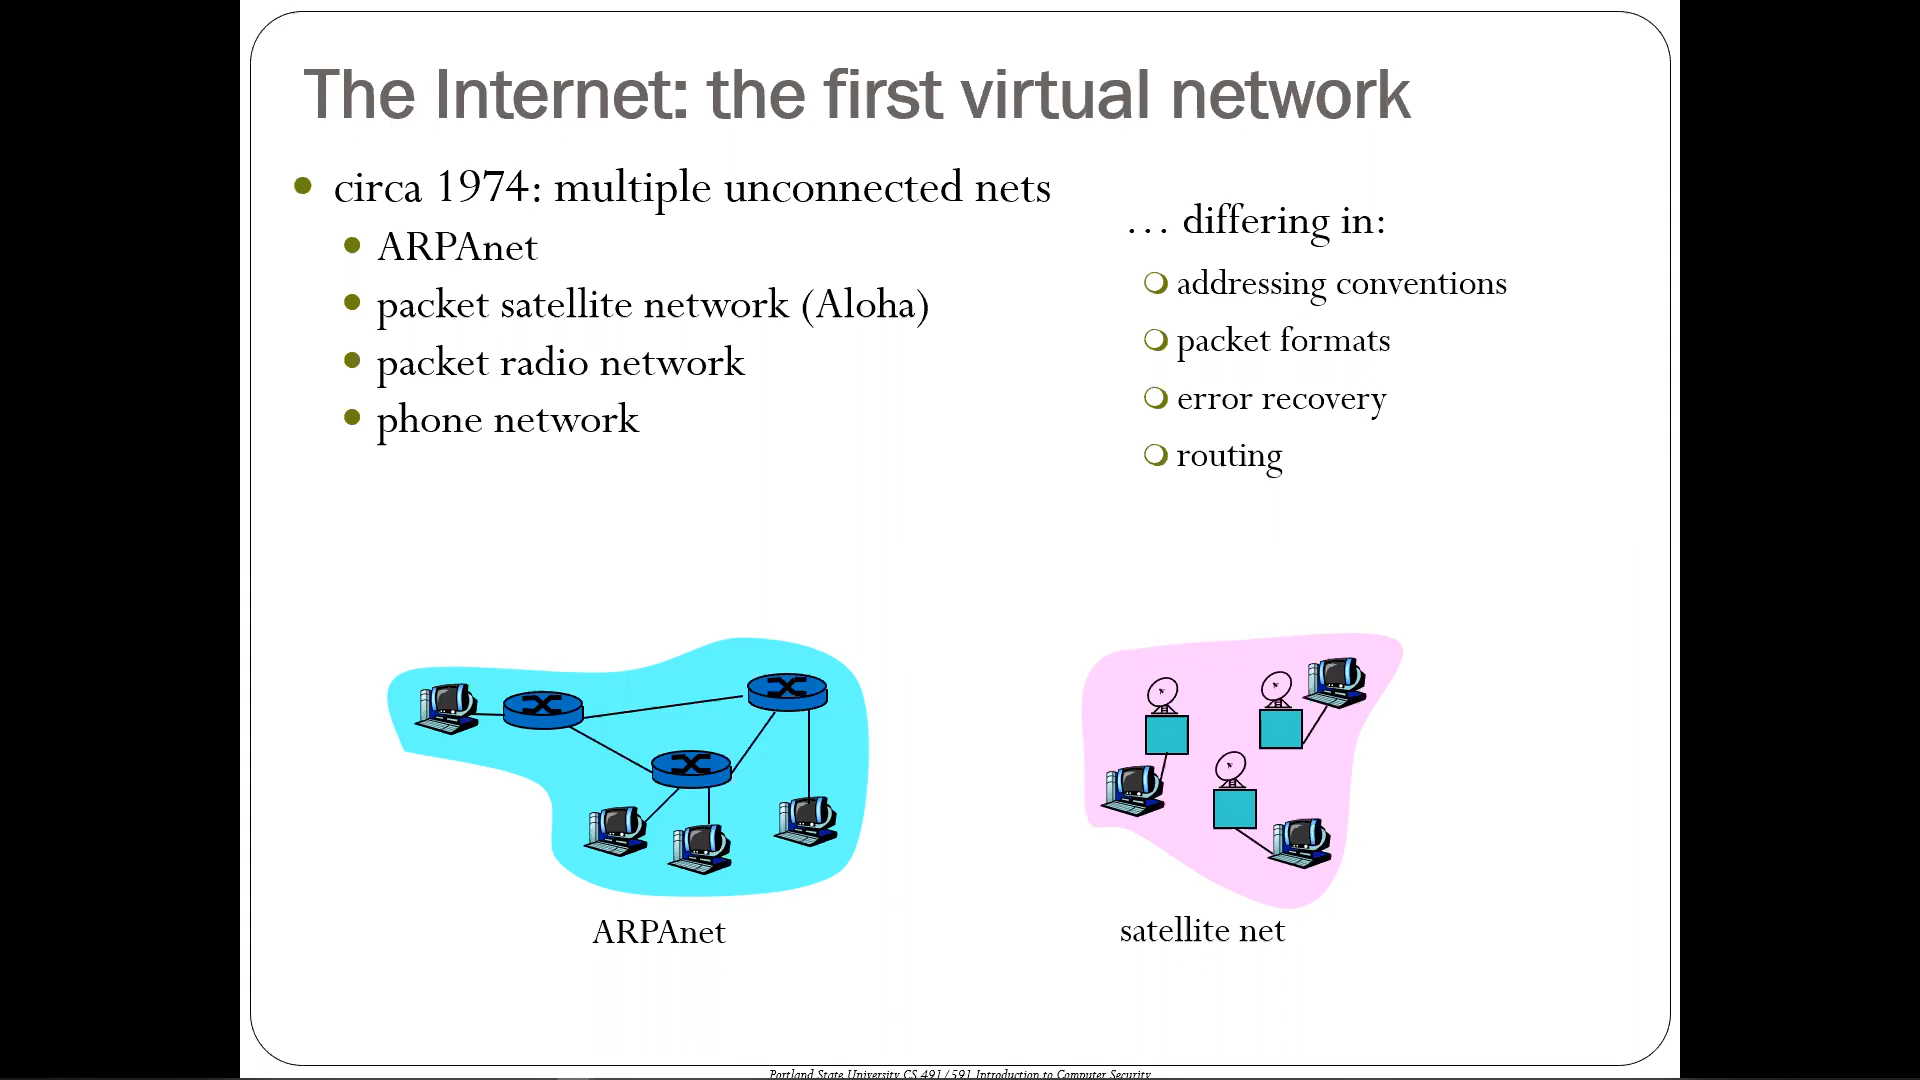 The Internet: the first virtual network
circa 1974: multiple unconnected nets
ARPAnet
packet satellite network (Aloha)
packet radio network
phone network
… differing in:
addressing conventions
packet formats
error recovery
routing
ARPAnet
satellite net
Portland State University CS 491/591 Introduction to Computer Security